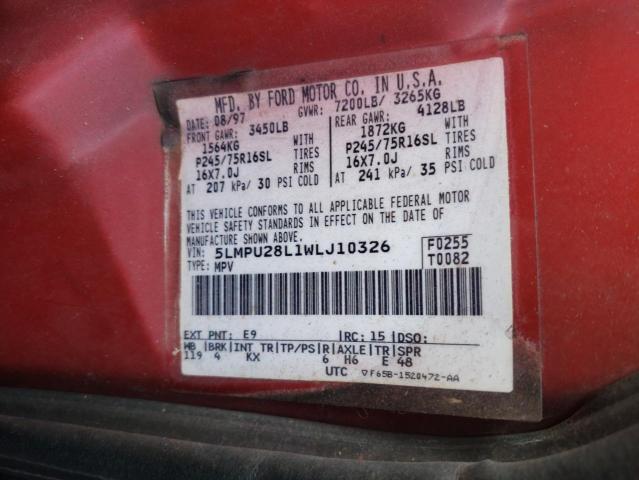 MFD. BY FORD MOTOR CO. IN U.S.A.
DATE: 08/97 GVWR: 7200LB/ 3265KG
FRONT GAWR: 3450LB REAR GAWR: 4128LB
1564KG WITH 1872KG WITH
P245/75R16SL TIRES P245/75R16SL TIRES
16X7.0J RIMS 16X7.0J RIMS
AT 207 kPa/ 30 PSI COLD AT 241 kPa/ 35 PSI COLD
THIS VEHICLE CONFORMS TO ALL APPLICABLE FEDERAL MOTOR
VEHICLE SAFETY STANDARDS IN EFFECT ON THE DATE OF
MANUFACTURE SHOWN ABOVE.
VIN: 5LMPU28L1WLJ10326 F0255
TYPE: MPV T0082
EXT PNT: E9 RC: 15 DSO:
WB BRK INT TR TP/PS R AXLE TR SPR
119 4 KX 6 H6 E 48
UTC ▽F65B-1520472-AA